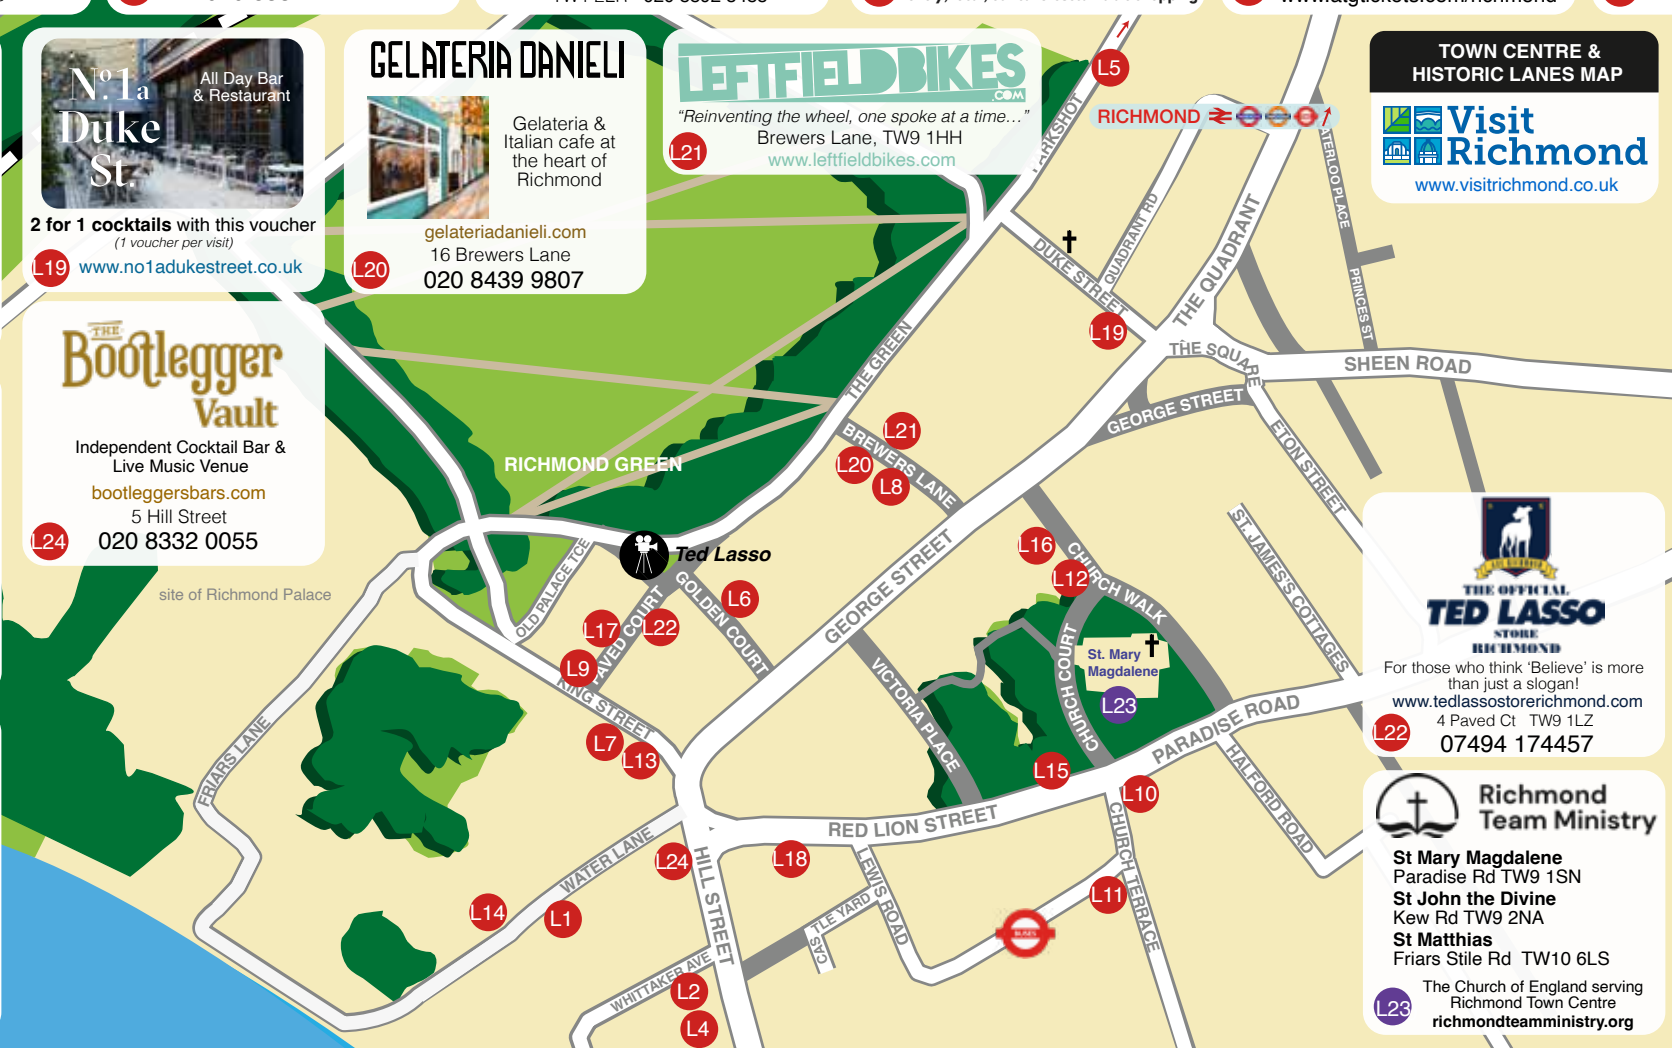 www.atgtickets.com/richmond
Nº.1a
Duke
St.
All Day Bar
& Restaurant
2 for 1 cocktails with this voucher
(1 voucher per visit)
L19 www.no1adukestreet.co.uk
GELATERIA DANIELI
Gelateria &
Italian cafe at
the heart of
Richmond
gelateriadanieli.com
16 Brewers Lane
L20 020 8439 9807
LEFTFIELDBIKES
.COM
“Reinventing the wheel, one spoke at a time…”
Brewers Lane, TW9 1HH
L21 www.leftfieldbikes.com
TOWN CENTRE &
HISTORIC LANES MAP
Visit
Richmond
www.visitrichmond.co.uk
THE
Bootlegger
Vault
Independent Cocktail Bar &
Live Music Venue
bootleggersbars.com
5 Hill Street
L24 020 8332 0055
L5
RICHMOND
PARKSHOT
WATERLOO PLACE
QUADRANT RD
DUKE STREET
THE QUADRANT
PRINCES ST
L19
THE GREEN
THE SQUARE
SHEEN ROAD
GEORGE STREET
ETON STREET
L21
BREWERS LANE
L20
L8
RICHMOND GREEN
Ted Lasso
ST. JAMES'S COTTAGES
L16
CHURCH WALK
L12
GEORGE STREET
site of Richmond Palace
OLD PALACE TCE
GOLDEN COURT
L6
PAVED COURT
L17
L22
L9
KING STREET
VICTORIA PLACE
CHURCH COURT
St. Mary
Magdalene
L23
L7
L13
FRIARS LANE
L15
PARADISE ROAD
L10
HALFORD ROAD
RED LION STREET
WATER LANE
L24
L18
HILL STREET
LEWIS ROAD
CHURCH TERRACE
L11
L14
L1
CASTLE YARD
BUSES
WHITTAKER AVE
L2
L4
THE OFFICIAL
TED LASSO
STORE
RICHMOND
For those who think ‘Believe’ is more
than just a slogan!
www.tedlassostorerichmond.com
4 Paved Ct TW9 1LZ
L22 07494 174457
Richmond
Team Ministry
St Mary Magdalene
Paradise Rd TW9 1SN
St John the Divine
Kew Rd TW9 2NA
St Matthias
Friars Stile Rd TW10 6LS
The Church of England serving
Richmond Town Centre
L23 richmondteamministry.org